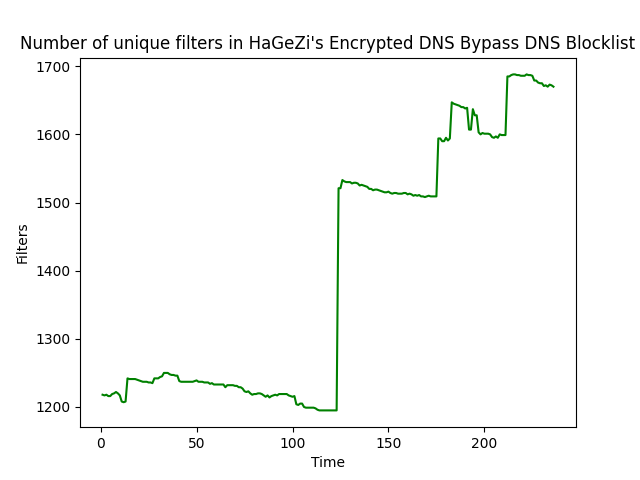 Number of unique filters in HaGeZi's Encrypted DNS Bypass DNS Blocklist
1700
1600
1500
1400
1300
1200
Filters
0 50 100 150 200
Time